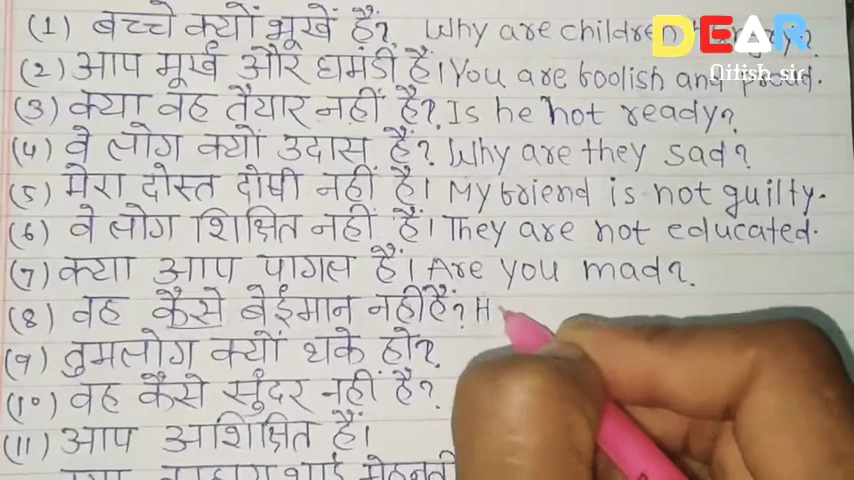 DEAR
Nitish sir
(1) बच्चे क्यों भूखें हैं? Why are children hungry?
(2) आप मूर्ख और घमंडी हैं। You are foolish and proud.
(3) क्या वह तैयार नहीं है? Is he not ready?
(4) वे लोग क्यों उदास हैं? Why are they sad?
(5) मेरा दोस्त दोषी नहीं है। My friend is not guilty.
(6) वे लोग शिक्षित नहीं हैं। They are not educated.
(7) क्या आप पागल हैं। Are you mad?
(8) वह कैसे बेईमान नहीं हैं? H
(9) तुमलोग क्यों थके हो?
(10) वह कैसे सुंदर नहीं है?
(11) आप अशिक्षित हैं।